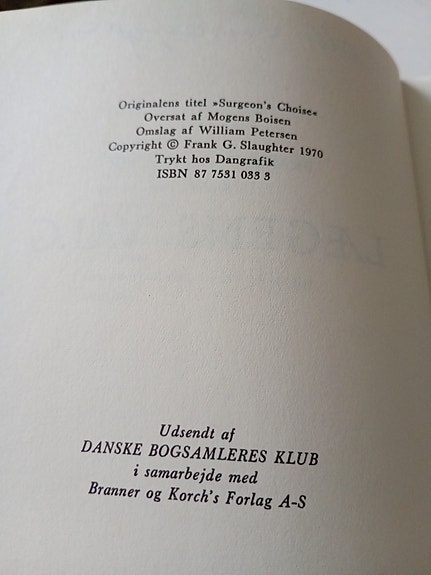 Originalens titel »Surgeon's Choise«
Oversat af Mogens Boisen
Omslag af William Petersen
Copyright © Frank G. Slaughter 1970
Trykt hos Dangrafik
ISBN 87 7531 033 3
Udsendt af
DANSKE BOGSAMLERES KLUB
i samarbejde med
Branner og Korch's Forlag A-S